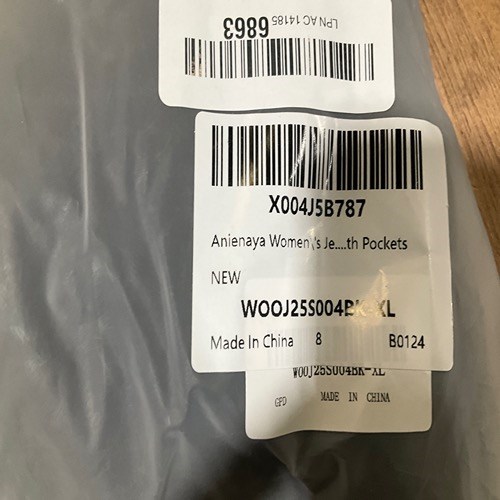 LPN AC 14185
6863
X004J5B787
Anienaya Women\'s Je....th Pockets
NEW
WOOJ25S004BK-XL
Made In China 8 B0124
WOOJ25S004BK-XL
GPD MADE IN CHINA